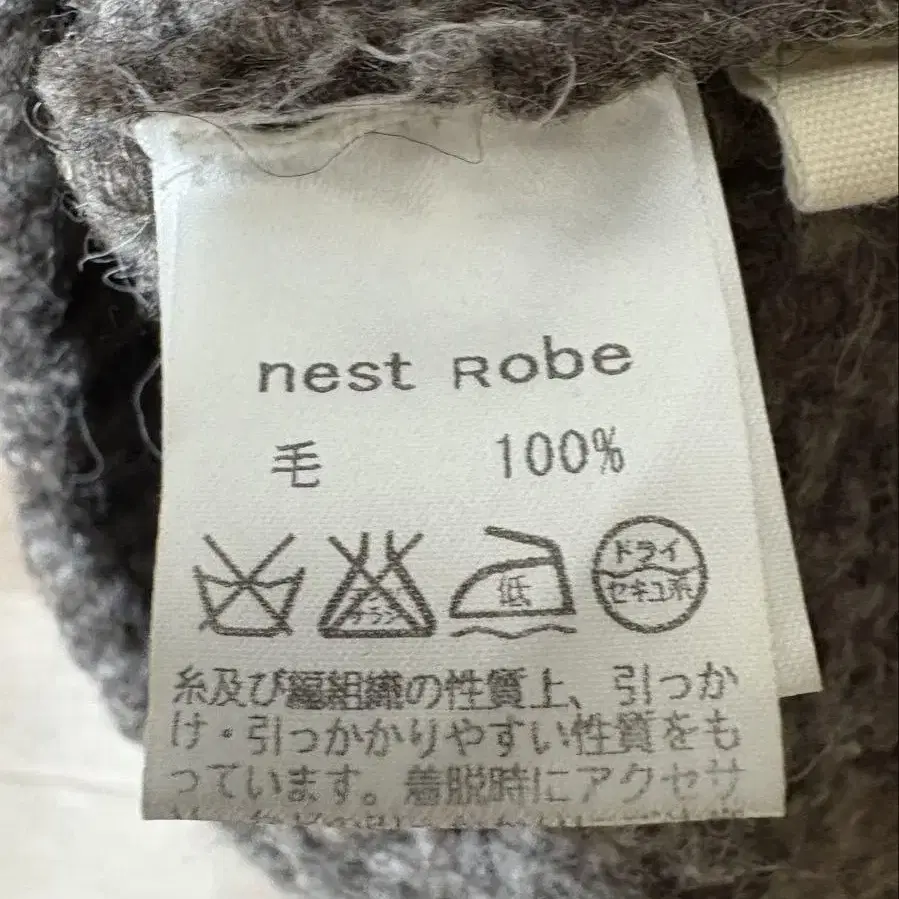 nest Robe
毛 100%
低 ドライ
セキユ系
糸及び編組織の性質上、引っか
け・引っかかりやすい性質をも
っています。着脱時にアクセサ